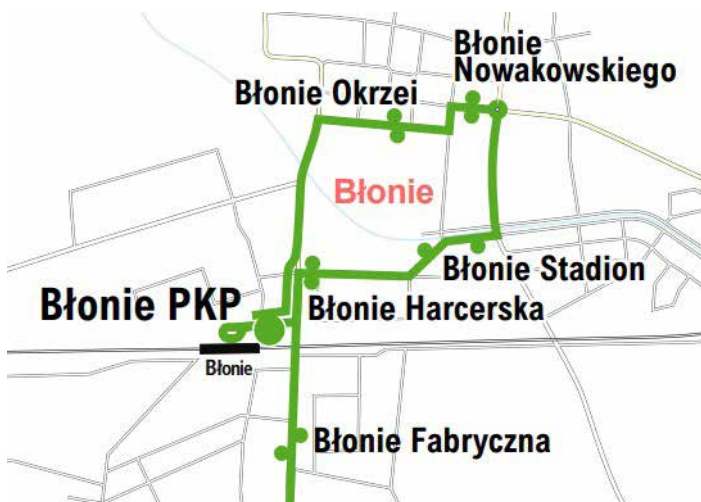 Błonie
Nowakowskiego
Błonie Okrzei
Błonie
Błonie Stadion
Błonie PKP
Błonie Harcerska
Błonie
Błonie Fabryczna